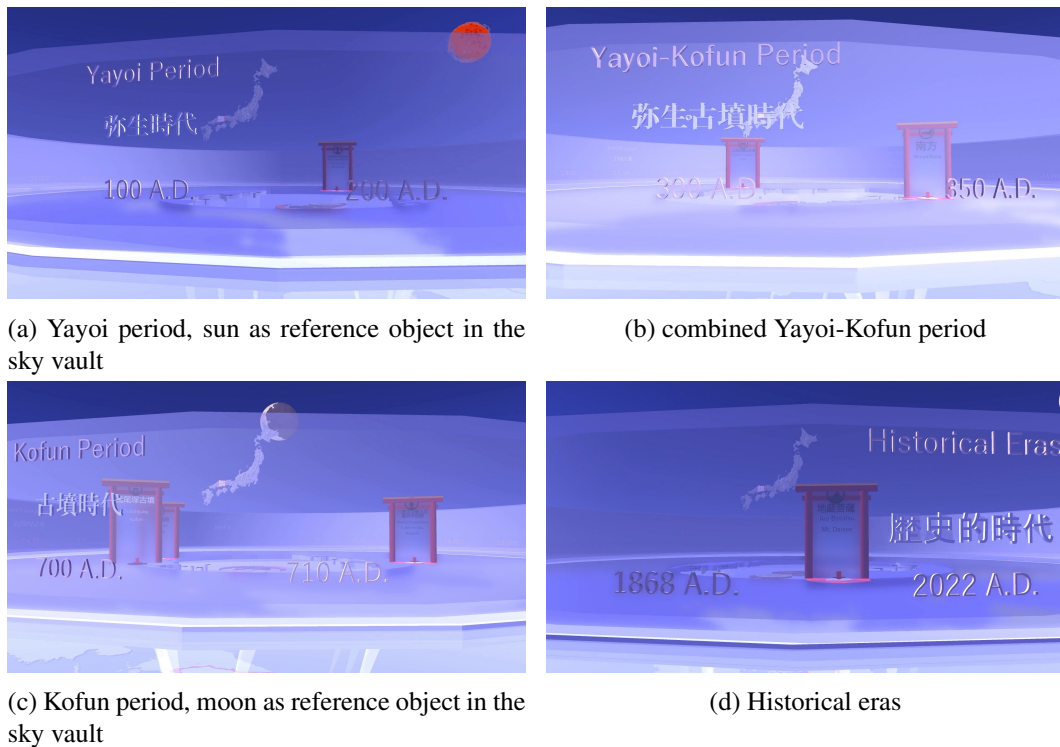 Yayoi Period
弥生時代
100 A.D.
200 A.D.
(a) Yayoi period, sun as reference object in the
sky vault
Yayoi-Kofun Period
弥生古墳時代
南方
300 A.D.
350 A.D.
(b) combined Yayoi-Kofun period
Kofun Period
古墳時代
700 A.D.
710 A.D.
(c) Kofun period, moon as reference object in the
sky vault
Historical Eras
歴史的時代
1868 A.D.
2022 A.D.
(d) Historical eras